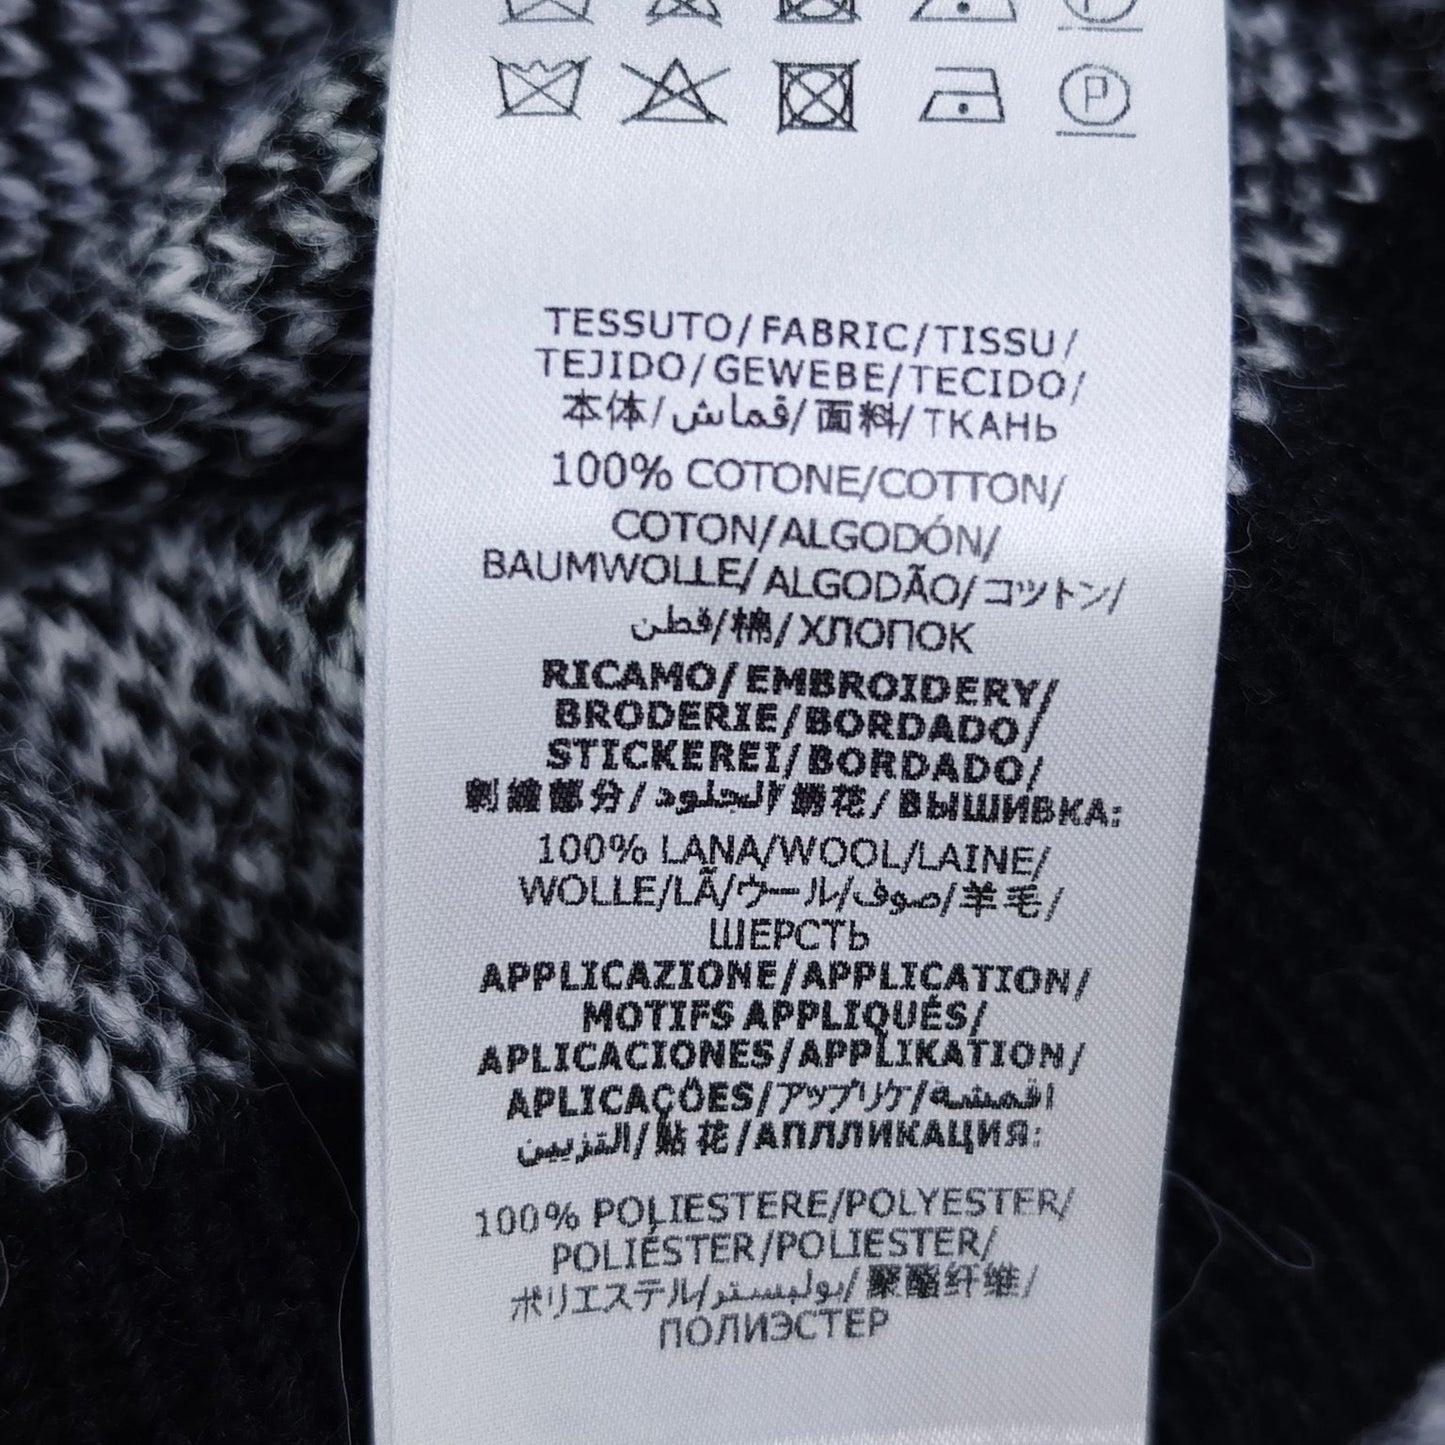 TESSUTO/FABRIC/TISSU/
TEJIDO/GEWEBE/TECIDO/
本体/قماش/面料/ТКАНЬ
100% COTONE/COTTON/
COTON/ALGODÓN/
BAUMWOLLE/ALGODÃO/コットン/
قطن/棉/ХЛОПОК
RICAMO/EMBROIDERY/
BRODERIE/BORDADO/
STICKEREI/BORDADO/
刺繍部分/الجلود/绣花/ВЫШИВКА:
100% LANA/WOOL/LAINE/
WOLLE/LÃ/ウール/صوف/羊毛/
ШЕРСТЬ
APPLICAZIONE/APPLICATION/
MOTIFS APPLIQUÉS/
APLICACIONES/APPLIKATION/
APLICAÇÕES/アップリケ/اقمشة
التزيين/貼花/АПЛЛИКАЦИЯ:
100% POLIESTERE/POLYESTER/
POLIÉSTER/POLIESTER/
ポリエステル/بوليستر/聚酯纤维/
ПОЛИЭСТЕР